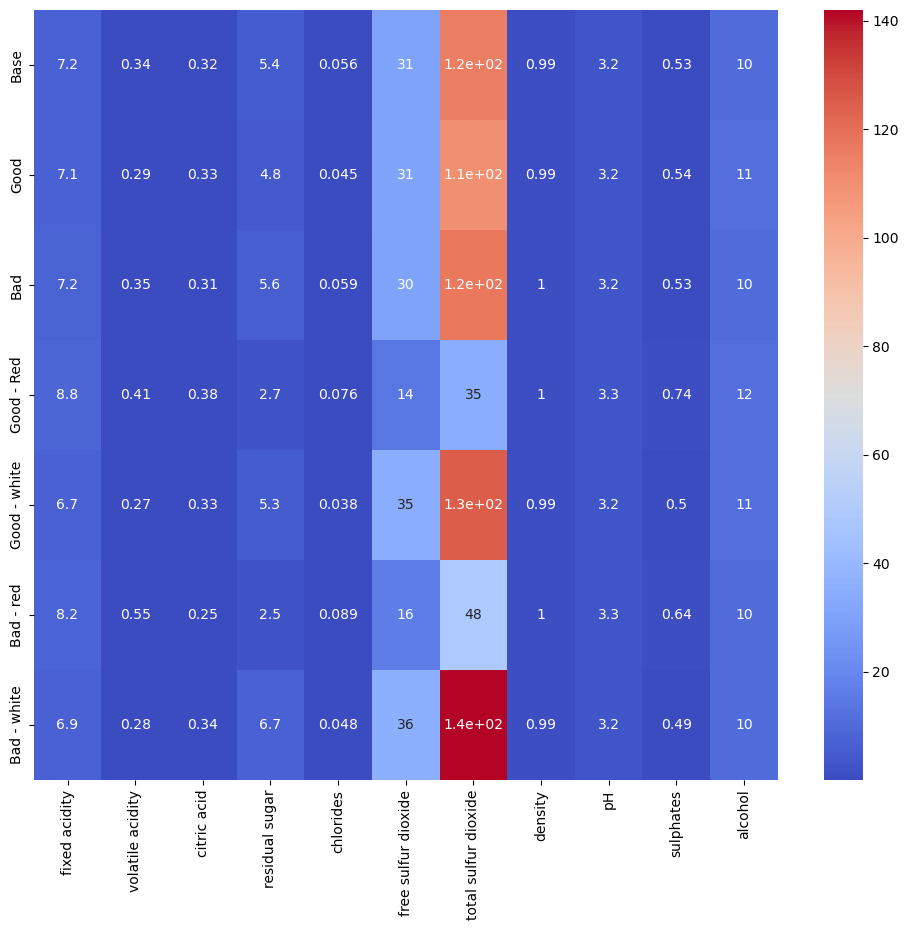 Base 7.2 0.34 0.32 5.4 0.056 31 1.2e+02 0.99 3.2 0.53 10
Good 7.1 0.29 0.33 4.8 0.045 31 1.1e+02 0.99 3.2 0.54 11
Bad 7.2 0.35 0.31 5.6 0.059 30 1.2e+02 1 3.2 0.53 10
Good - Red 8.8 0.41 0.38 2.7 0.076 14 35 1 3.3 0.74 12
Good - white 6.7 0.27 0.33 5.3 0.038 35 1.3e+02 0.99 3.2 0.5 11
Bad - red 8.2 0.55 0.25 2.5 0.089 16 48 1 3.3 0.64 10
Bad - white 6.9 0.28 0.34 6.7 0.048 36 1.4e+02 0.99 3.2 0.49 10
fixed acidity
volatile acidity
citric acid
residual sugar
chlorides
free sulfur dioxide
total sulfur dioxide
density
pH
sulphates
alcohol
140
120
100
80
60
40
20